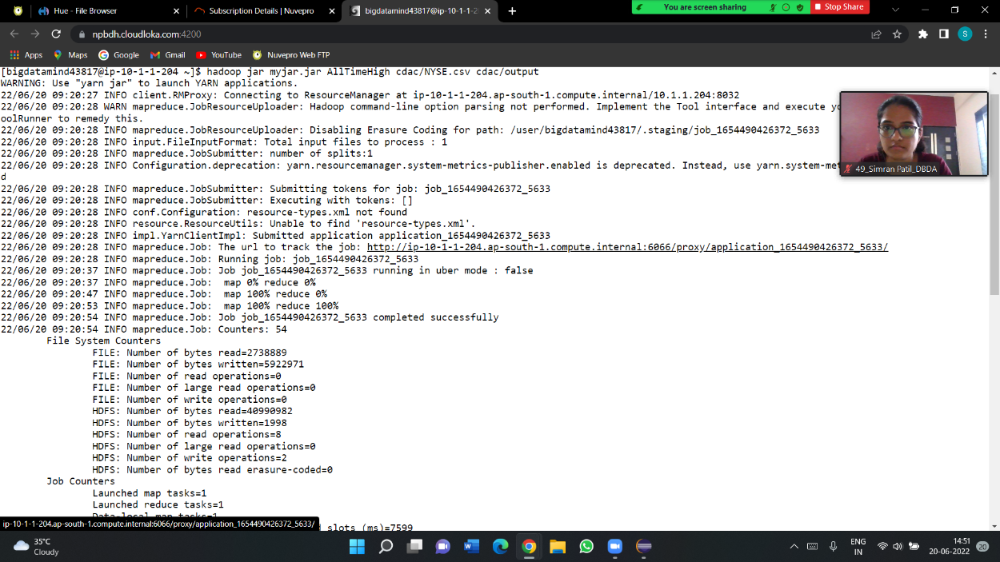 Hue - File Browser
Subscription Details | Nuvepro
bigdatamind43817@ip-10-1-1-2
You are screen sharing
Stop Share
npbdh.cloudloka.com:4200
S
Apps
Maps
Google
Gmail
YouTube
Nuvepro Web FTP
[bigdatamind43817@ip-10-1-1-204 ~]$ hadoop jar myjar.jar AllTimeHigh cdac/NYSE.csv cdac/output
WARNING: Use "yarn jar" to launch YARN applications.
22/06/20 09:20:27 INFO client.RMProxy: Connecting to ResourceManager at ip-10-1-1-204.ap-south-1.compute.internal/10.1.1.204:8032
22/06/20 09:20:28 WARN mapreduce.JobResourceUploader: Hadoop command-line option parsing not performed. Implement the Tool interface and execute yo
oolRunner to remedy this.
22/06/20 09:20:28 INFO mapreduce.JobResourceUploader: Disabling Erasure Coding for path: /user/bigdatamind43817/.staging/job_1654490426372_5633
22/06/20 09:20:28 INFO input.FileInputFormat: Total input files to process : 1
22/06/20 09:20:28 INFO mapreduce.JobSubmitter: number of splits:1
22/06/20 09:20:28 INFO Configuration.deprecation: yarn.resourcemanager.system-metrics-publisher.enabled is deprecated. Instead, use yarn.system-met
d
22/06/20 09:20:28 INFO mapreduce.JobSubmitter: Submitting tokens for job: job_1654490426372_5633
22/06/20 09:20:28 INFO mapreduce.JobSubmitter: Executing with tokens: []
22/06/20 09:20:28 INFO conf.Configuration: resource-types.xml not found
22/06/20 09:20:28 INFO resource.ResourceUtils: Unable to find 'resource-types.xml'.
22/06/20 09:20:28 INFO impl.YarnClientImpl: Submitted application application_1654490426372_5633
22/06/20 09:20:28 INFO mapreduce.Job: The url to track the job: http://ip-10-1-1-204.ap-south-1.compute.internal:6066/proxy/application_1654490426372_5633/
22/06/20 09:20:28 INFO mapreduce.Job: Running job: job_1654490426372_5633
22/06/20 09:20:37 INFO mapreduce.Job: Job job_1654490426372_5633 running in uber mode : false
22/06/20 09:20:37 INFO mapreduce.Job:  map 0% reduce 0%
22/06/20 09:20:47 INFO mapreduce.Job:  map 100% reduce 0%
22/06/20 09:20:53 INFO mapreduce.Job:  map 100% reduce 100%
22/06/20 09:20:54 INFO mapreduce.Job: Job job_1654490426372_5633 completed successfully
22/06/20 09:20:54 INFO mapreduce.Job: Counters: 54
File System Counters
FILE: Number of bytes read=2738889
FILE: Number of bytes written=5922971
FILE: Number of read operations=0
FILE: Number of large read operations=0
FILE: Number of write operations=0
HDFS: Number of bytes read=40990982
HDFS: Number of bytes written=1998
HDFS: Number of read operations=8
HDFS: Number of large read operations=0
HDFS: Number of write operations=2
HDFS: Number of bytes read erasure-coded=0
Job Counters
Launched map tasks=1
Launched reduce tasks=1
Data-local map tasks=1
slots (ms)=7599
49_Simran Patil_DBDA
ip-10-1-1-204.ap-south-1.compute.internal:6066/proxy/application_1654490426372_5633/
35°C
Cloudy
ENG
IN
14:51
20-06-2022
20